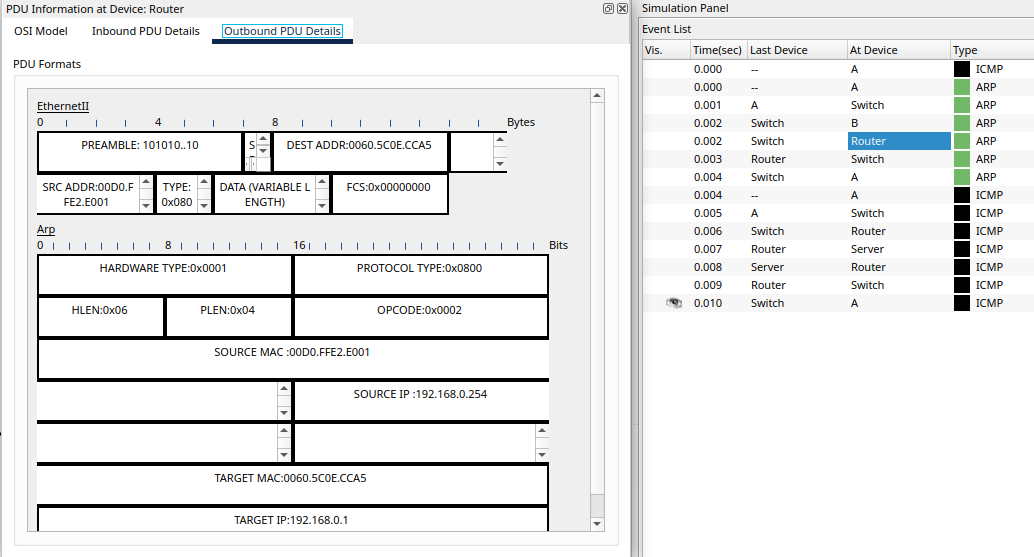 PDU Information at Device: Router
OSI Model Inbound PDU Details Outbound PDU Details
PDU Formats
EthernetII
0 4 8 Bytes
PREAMBLE: 101010..10 DEST ADDR:0060.5C0E.CCA5
SRC ADDR:00D0.F
FE2.E001
TYPE:
0x080
DATA (VARIABLE L
ENGTH)
FCS:0x00000000
Arp
0 8 16 Bits
HARDWARE TYPE:0x0001 PROTOCOL TYPE:0x0800
HLEN:0x06 PLEN:0x04 OPCODE:0x0002
SOURCE MAC :00D0.FFE2.E001
SOURCE IP :192.168.0.254
TARGET MAC:0060.5C0E.CCA5
TARGET IP:192.168.0.1
Simulation Panel
Event List
Vis. Time(sec) Last Device At Device Type
0.000 -- A ICMP
0.000 -- A ARP
0.001 A Switch ARP
0.002 Switch B ARP
0.002 Switch Router ARP
0.003 Router Switch ARP
0.004 Switch A ARP
0.004 -- A ICMP
0.005 A Switch ICMP
0.006 Switch Router ICMP
0.007 Router Server ICMP
0.008 Server Router ICMP
0.009 Router Switch ICMP
0.010 Switch A ICMP